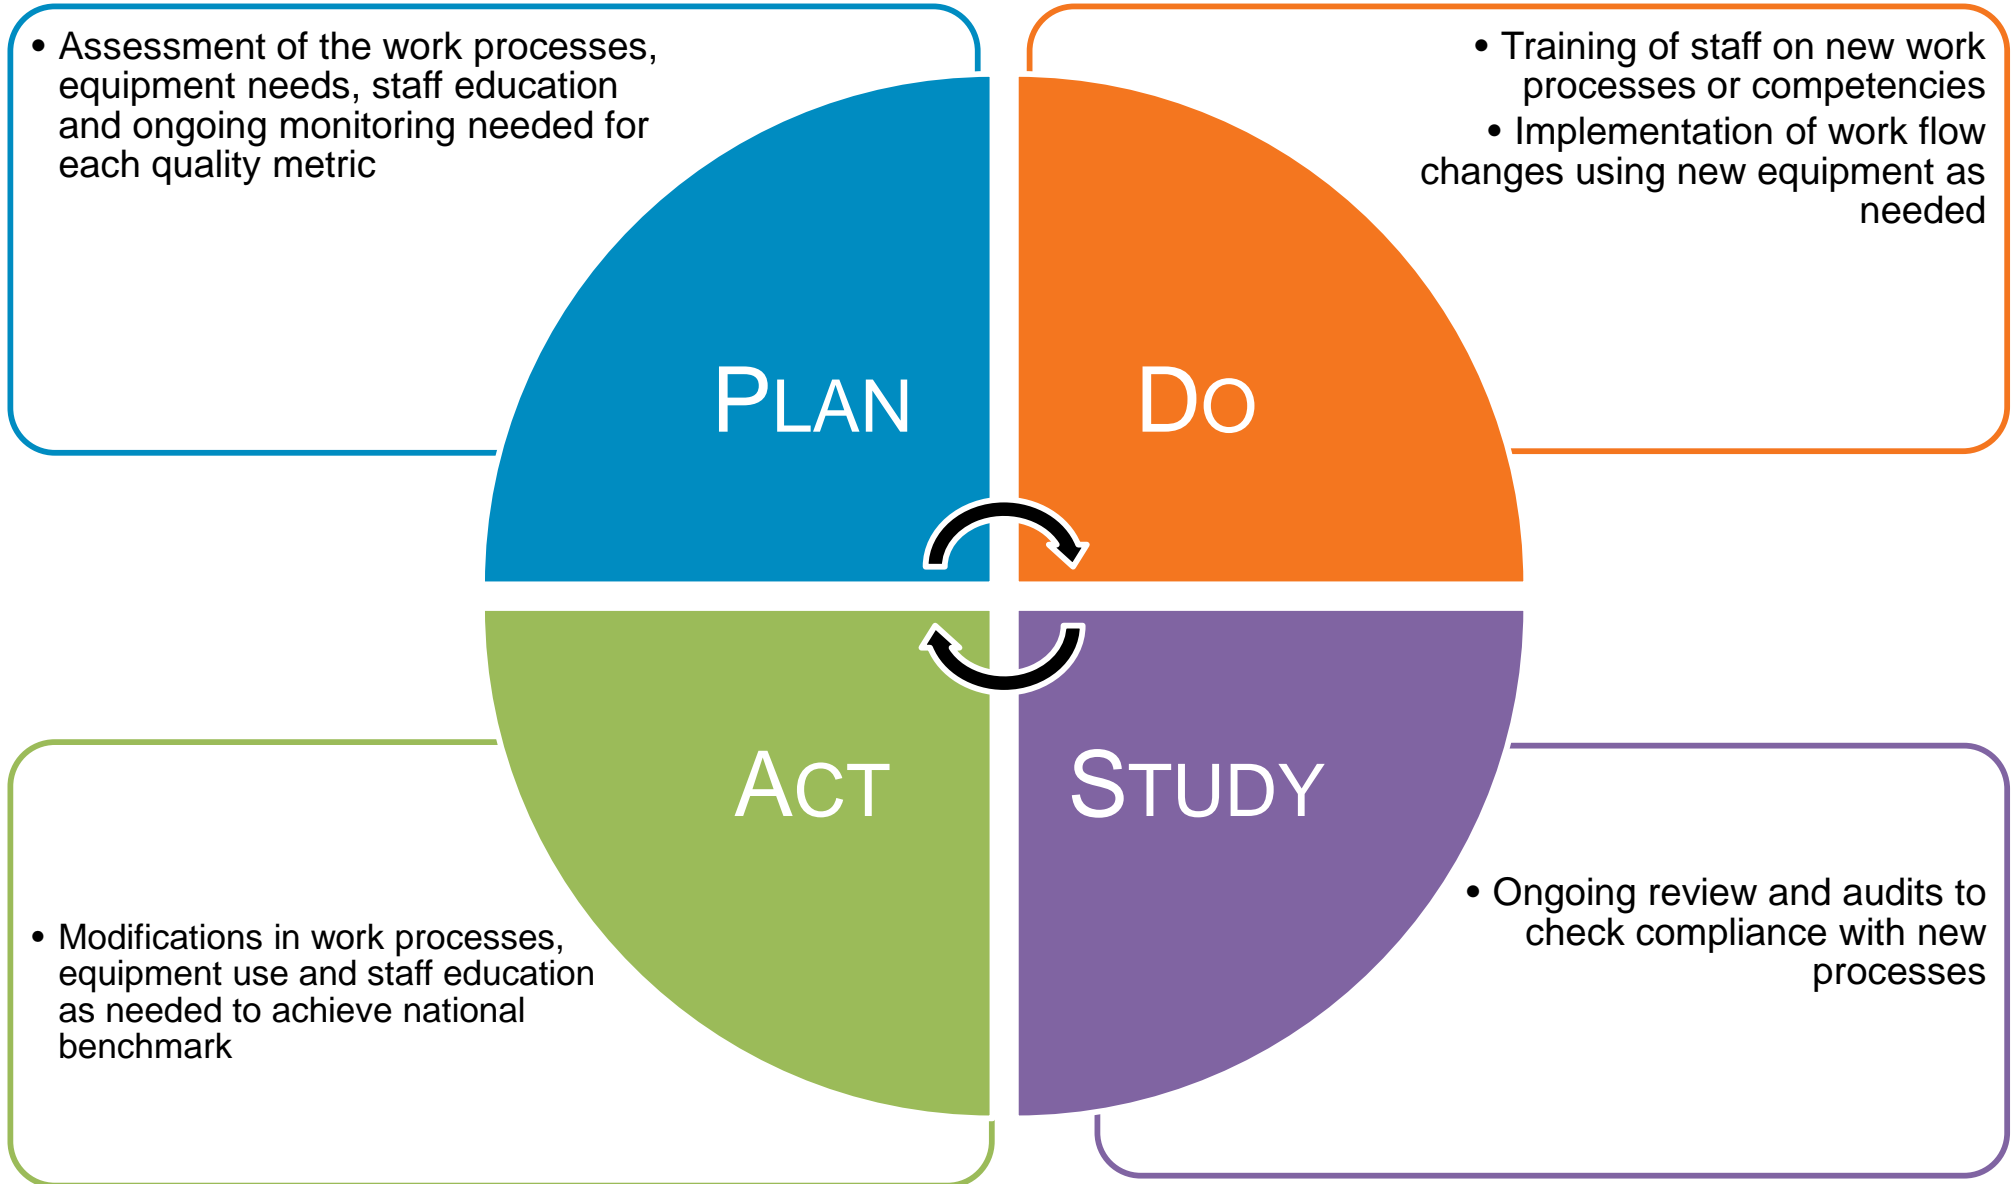 • Assessment of the work processes,
equipment needs, staff education
and ongoing monitoring needed for
each quality metric
• Training of staff on new work
processes or competencies
• Implementation of work flow
changes using new equipment as
needed
PLAN
DO
ACT
STUDY
• Modifications in work processes,
equipment use and staff education
as needed to achieve national
benchmark
• Ongoing review and audits to
check compliance with new
processes